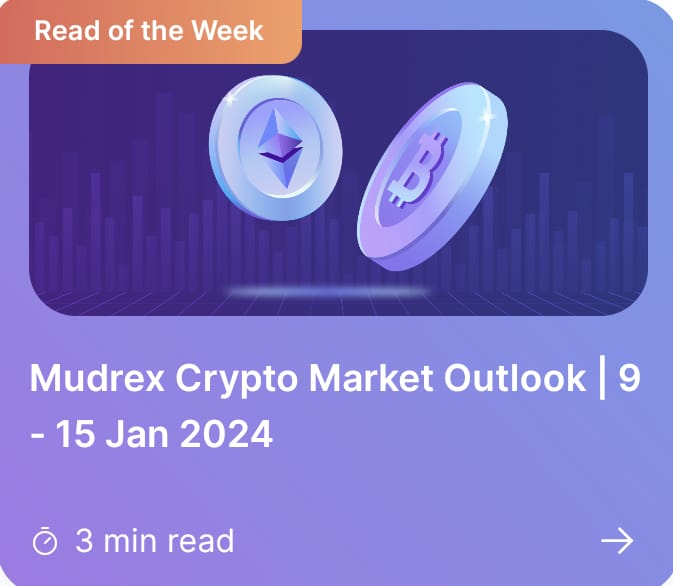 Read of the Week
Mudrex Crypto Market Outlook | 9
- 15 Jan 2024
3 min read